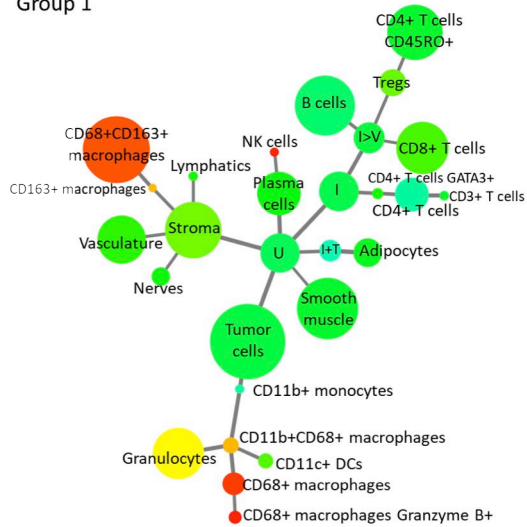 Group 1
CD4+ T cells
CD45RO+
Tregs
B cells
I>V
CD8+ T cells
NK cells
CD68+CD163+
macrophages
Lymphatics
CD163+ macrophages
Plasma
cells
I
CD4+ T cells GATA3+
CD3+ T cells
CD4+ T cells
Stroma
Vasculature
U
I+T
Adipocytes
Nerves
Smooth
muscle
Tumor
cells
CD11b+ monocytes
CD11b+CD68+ macrophages
Granulocytes
CD11c+ DCs
CD68+ macrophages
CD68+ macrophages Granzyme B+